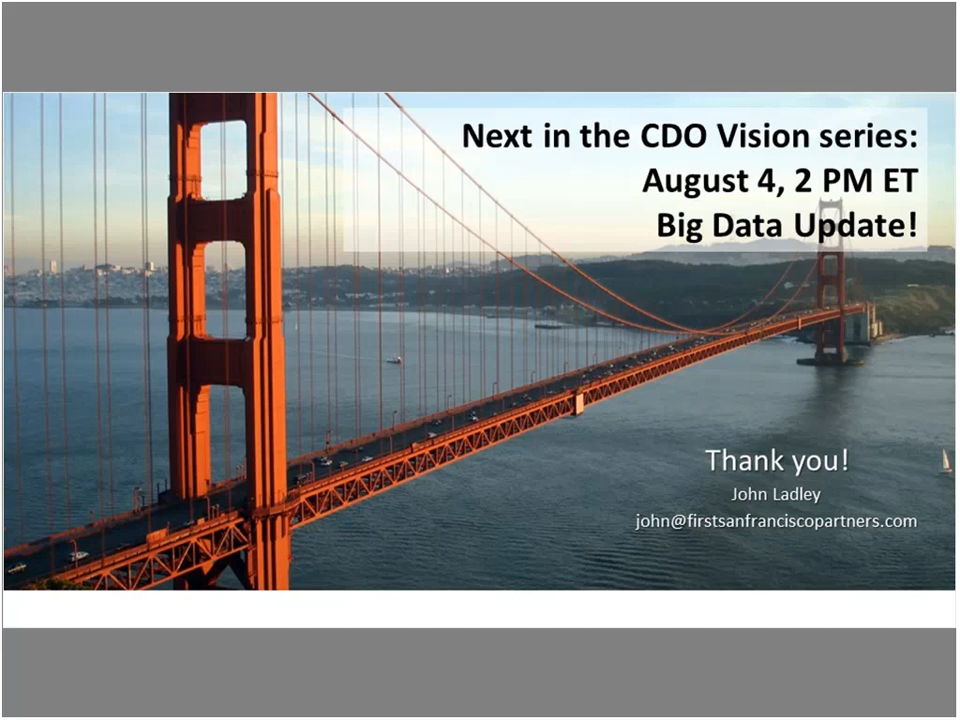 Next in the CDO Vision series:
August 4, 2 PM ET
Big Data Update!
Thank you!
John Ladley
john@firstsanfranciscopartners.com